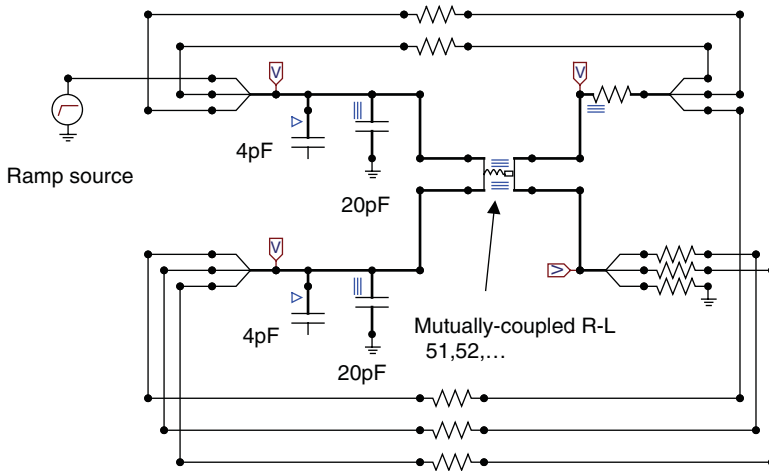 V
V
4pF
Ramp source
20pF
V
V
4pF
Mutually-coupled R-L
51,52,...
20pF